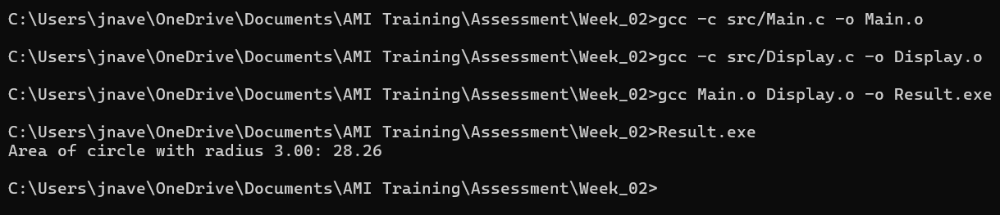 C:\Users\jnave\OneDrive\Documents\AMI Training\Assessment\Week_02>gcc -c src/Main.c -o Main.o
C:\Users\jnave\OneDrive\Documents\AMI Training\Assessment\Week_02>gcc -c src/Display.c -o Display.o
C:\Users\jnave\OneDrive\Documents\AMI Training\Assessment\Week_02>gcc Main.o Display.o -o Result.exe
C:\Users\jnave\OneDrive\Documents\AMI Training\Assessment\Week_02>Result.exe
Area of circle with radius 3.00: 28.26
C:\Users\jnave\OneDrive\Documents\AMI Training\Assessment\Week_02>